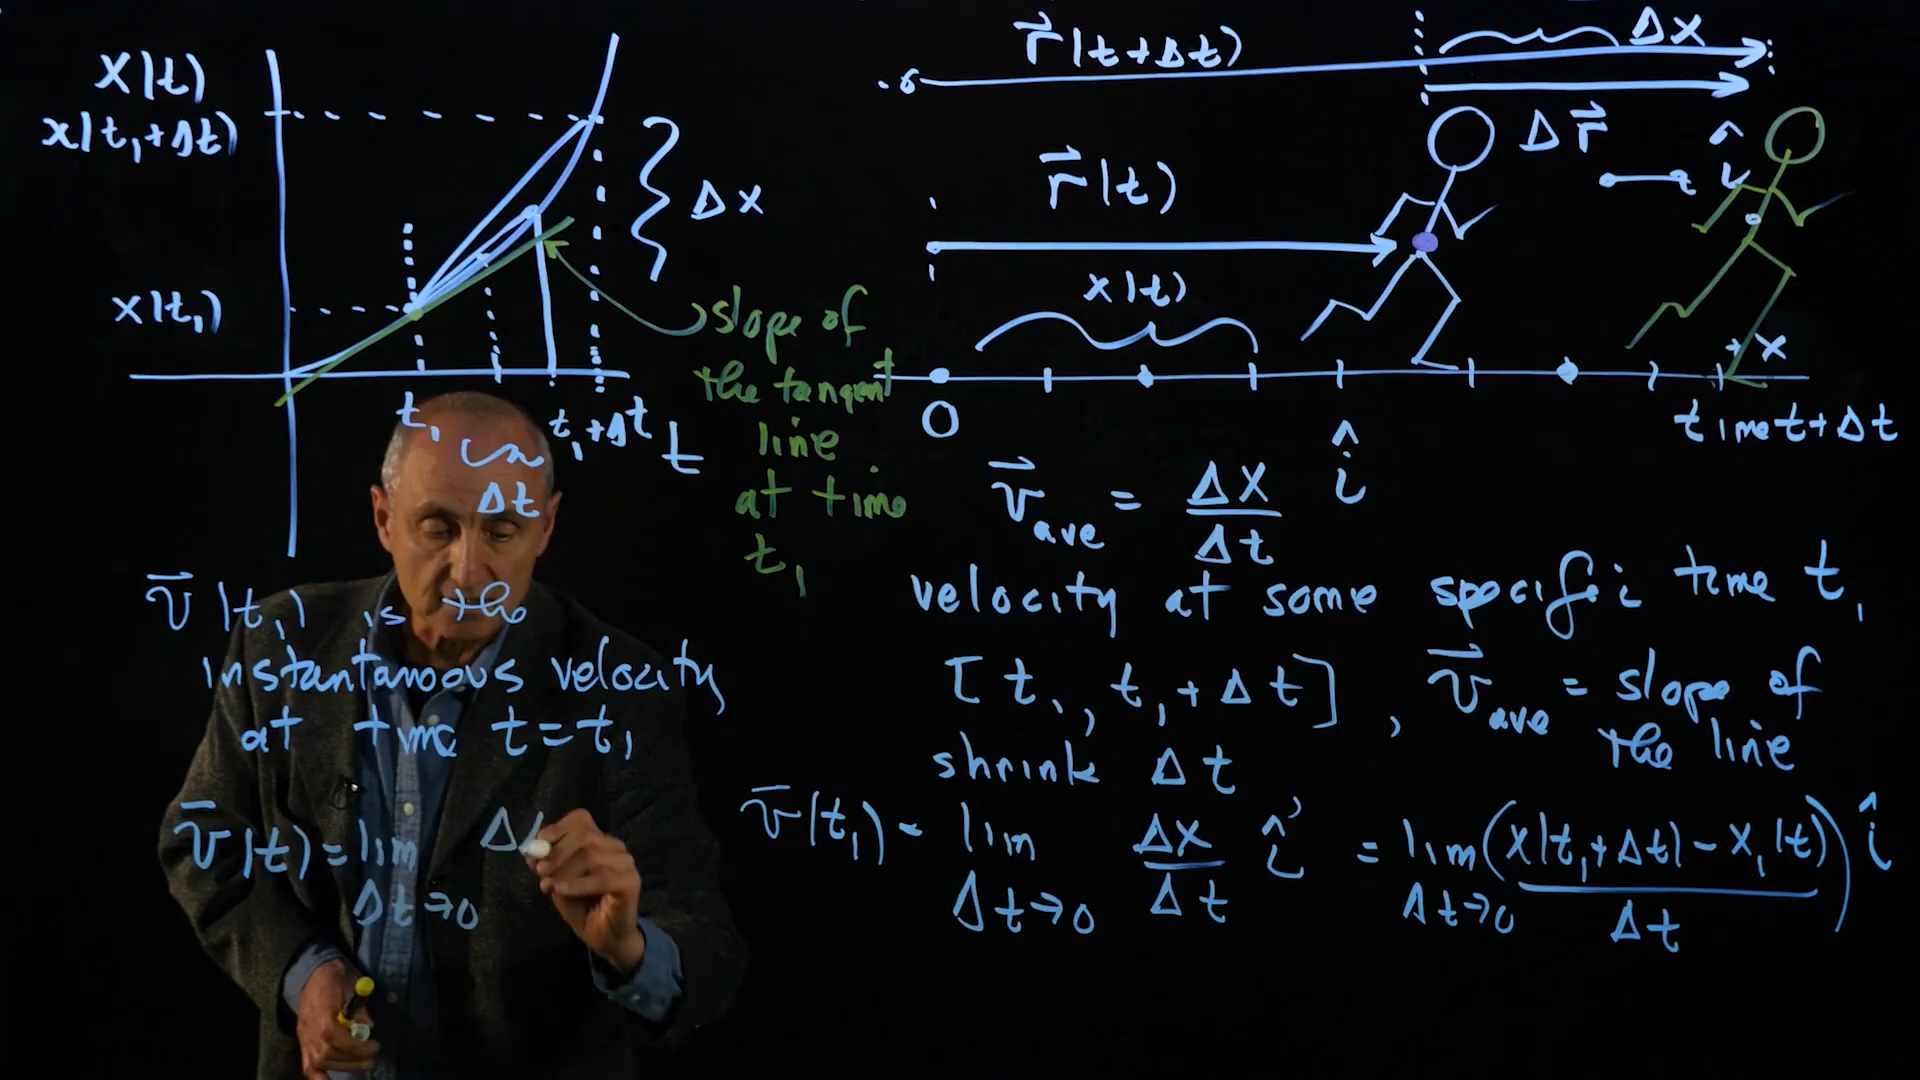 x(t)
x(t₁+Δt)
x(t₁)
Δx
t₁
t₁+Δt
t
Δt
slope of
the tangent
line
at time
t₁
r⃗(t+Δt)
Δx
Δr⃗
î
r⃗(t)
x(t)
+x
0
î
time t+Δt
v⃗ave = Δx/Δt î
velocity at some specific time t₁
[t₁, t₁+Δt], v⃗ave = slope of
the line
shrink Δt
v⃗(t₁) = lim Δt→0 Δx/Δt î = lim Δt→0 (x(t₁+Δt) - x₁(t))/Δt) î
v⃗(t₁) is the
instantaneous velocity
at time t=t₁
v⃗(t) = lim Δt→0 Δ